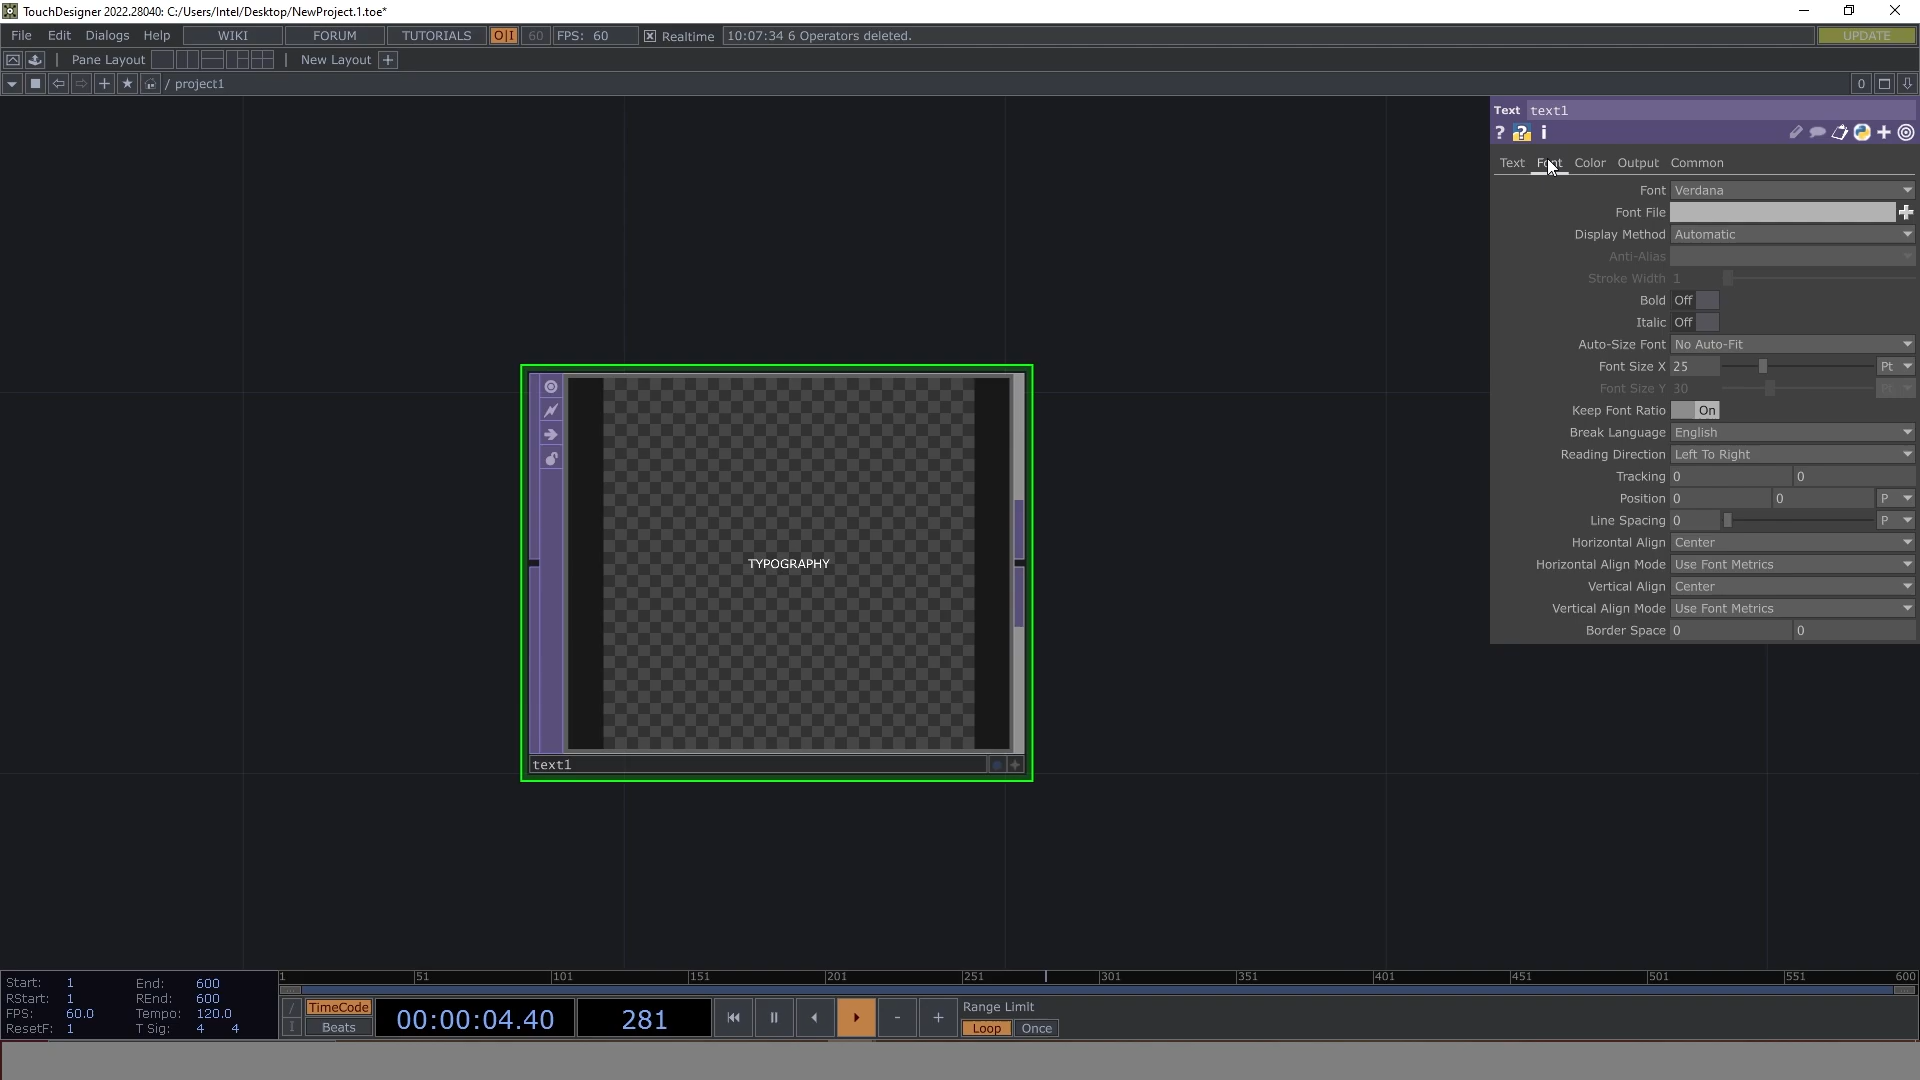 TouchDesigner 2022.28040: C:/Users/Intel/Desktop/NewProject.1.toe*
File Edit Dialogs Help WIKI FORUM TUTORIALS O|I 60 FPS: 60 Realtime 10:07:34 6 Operators deleted. UPDATE
Pane Layout New Layout +
/ project1 0
Text text1
? ? i
Text Font Color Output Common
Font Verdana
Font File
Display Method Automatic
Anti-Alias
Stroke Width 1
Bold Off
Italic Off
Auto-Size Font No Auto-Fit
Font Size X 25 Pt
Font Size Y 30 Pt
Keep Font Ratio On
Break Language English
Reading Direction Left To Right
Tracking 0 0
Position 0 0 P
Line Spacing 0 P
Horizontal Align Center
Horizontal Align Mode Use Font Metrics
Vertical Align Center
Vertical Align Mode Use Font Metrics
Border Space 0 0
TYPOGRAPHY
text1
1 51 101 151 201 251 301 351 401 451 501 551 600
Start: 1 End: 600
RStart: 1 REnd: 600
FPS: 60.0 Tempo: 120.0
ResetF: 1 T Sig: 4 4
/ TimeCode
I Beats
00:00:04.40 281
- +
Range Limit
Loop Once